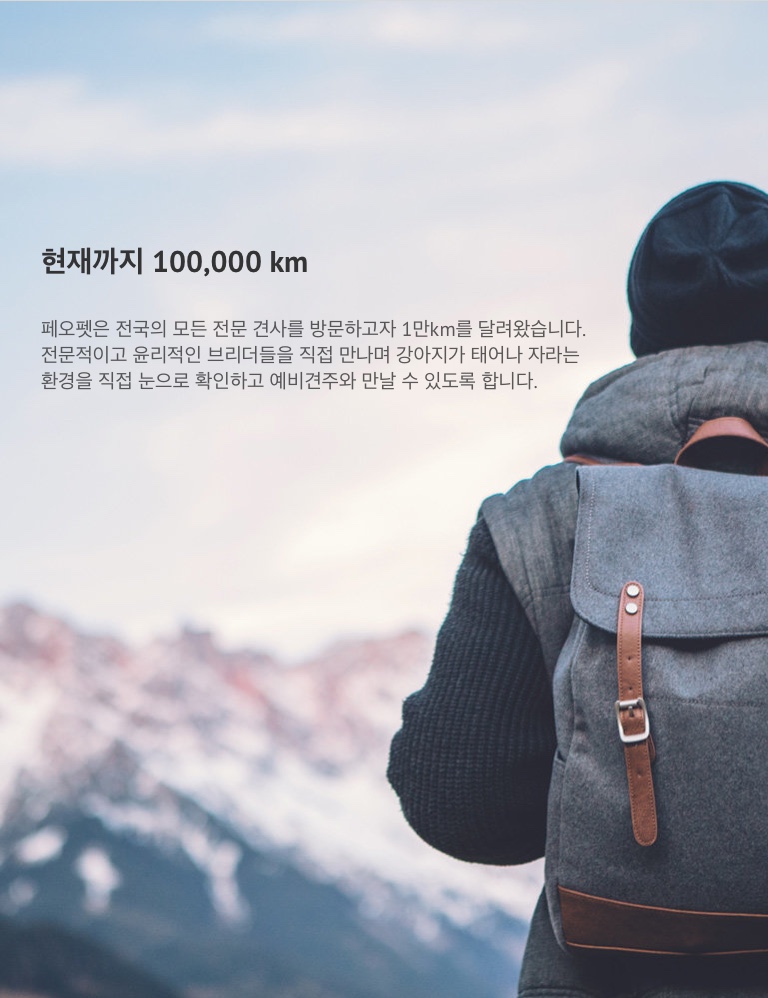 현재까지 100,000 km
페오펫은 전국의 모든 전문 견사를 방문하고자 1만km를 달려왔습니다.
전문적이고 윤리적인 브리더들을 직접 만나며 강아지가 태어나 자라는
환경을 직접 눈으로 확인하고 예비견주와 만날 수 있도록 합니다.